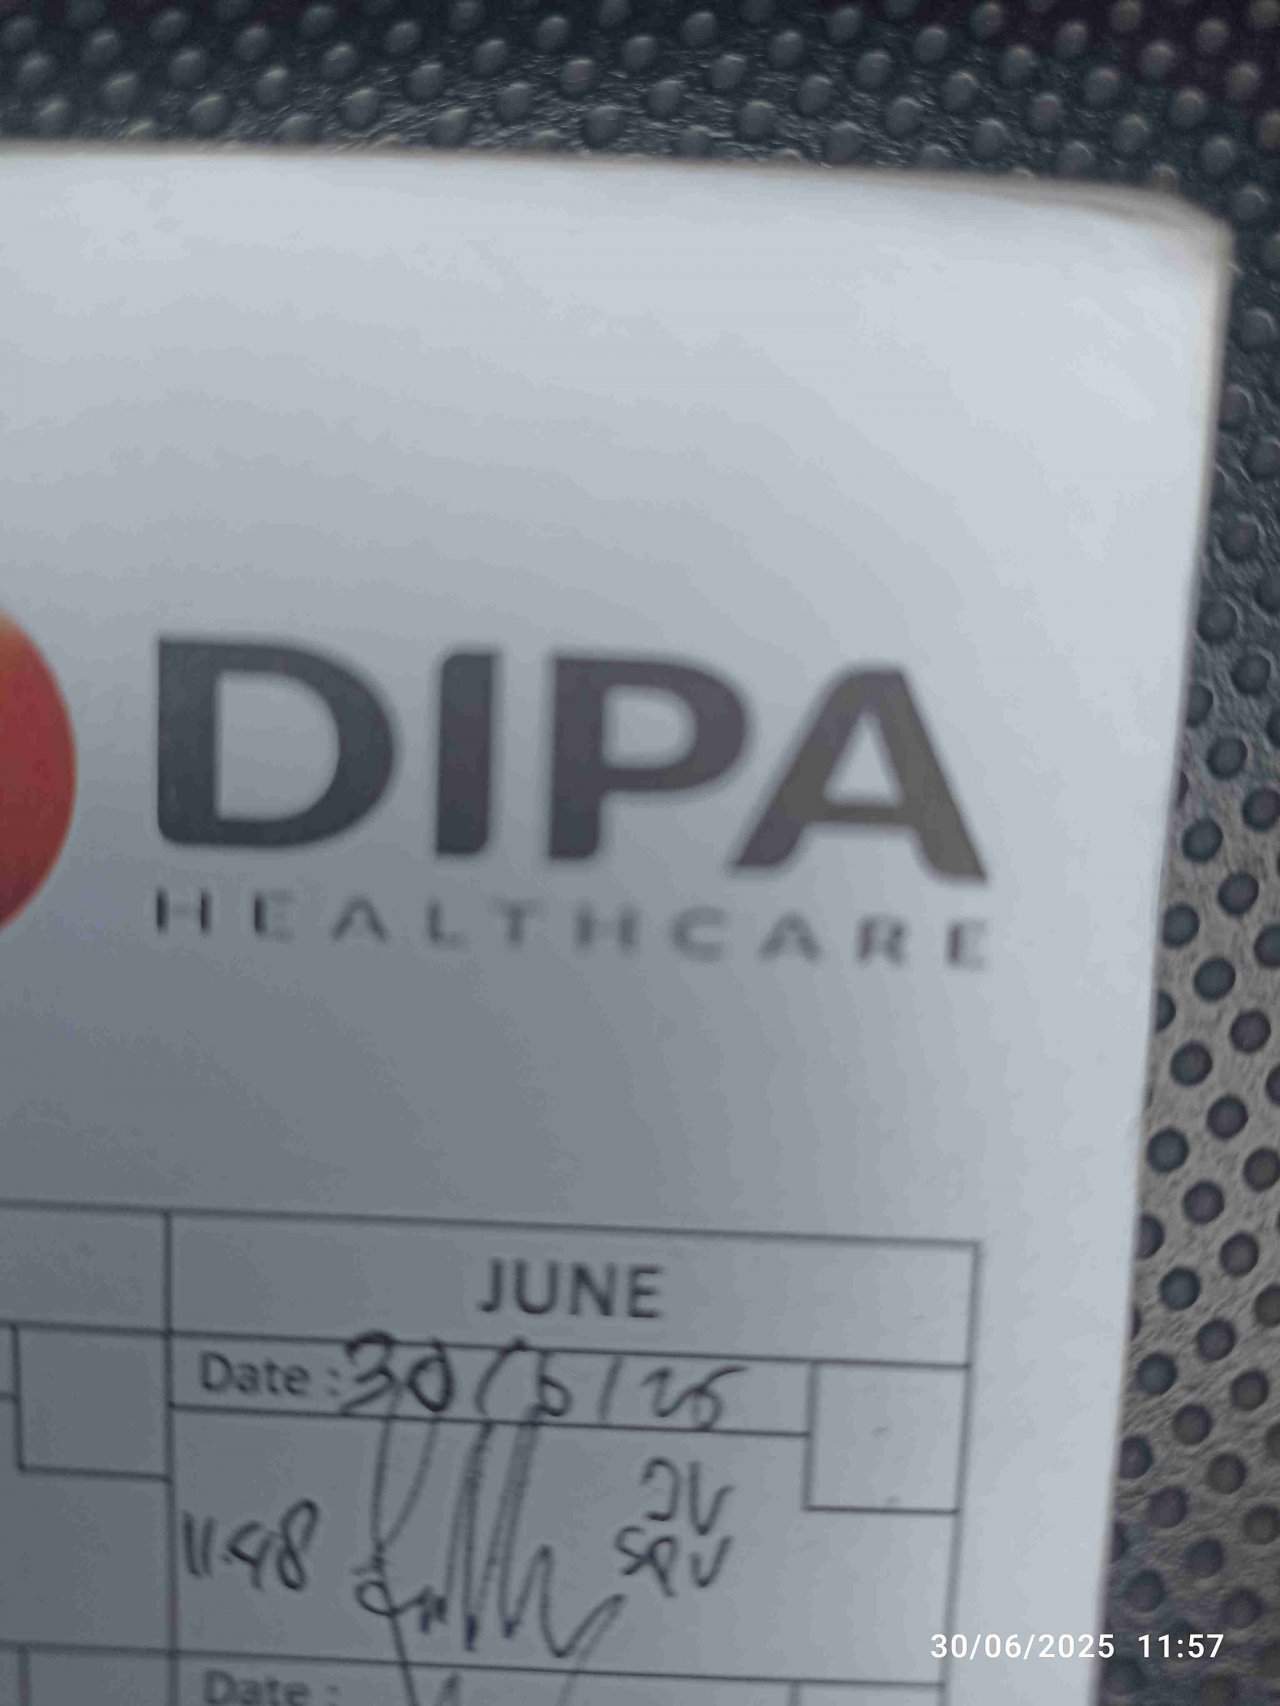 DIPA
HEALTHCARE
JUNE
Date : 30/6/25
11.48
SPV
Date :
30/06/2025 11:57